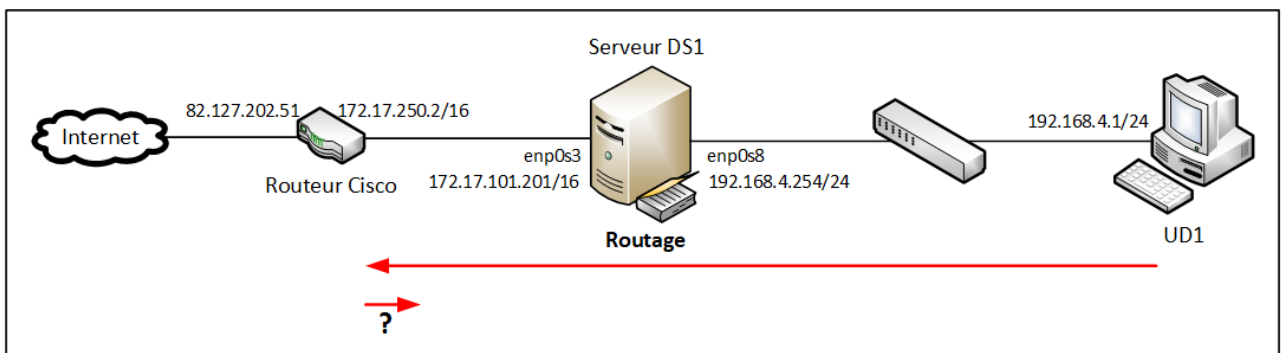 Serveur DS1
82.127.202.51
172.17.250.2/16
192.168.4.1/24
Internet
enp0s3
enp0s8
Routeur Cisco
172.17.101.201/16
192.168.4.254/24
Routage
UD1
?